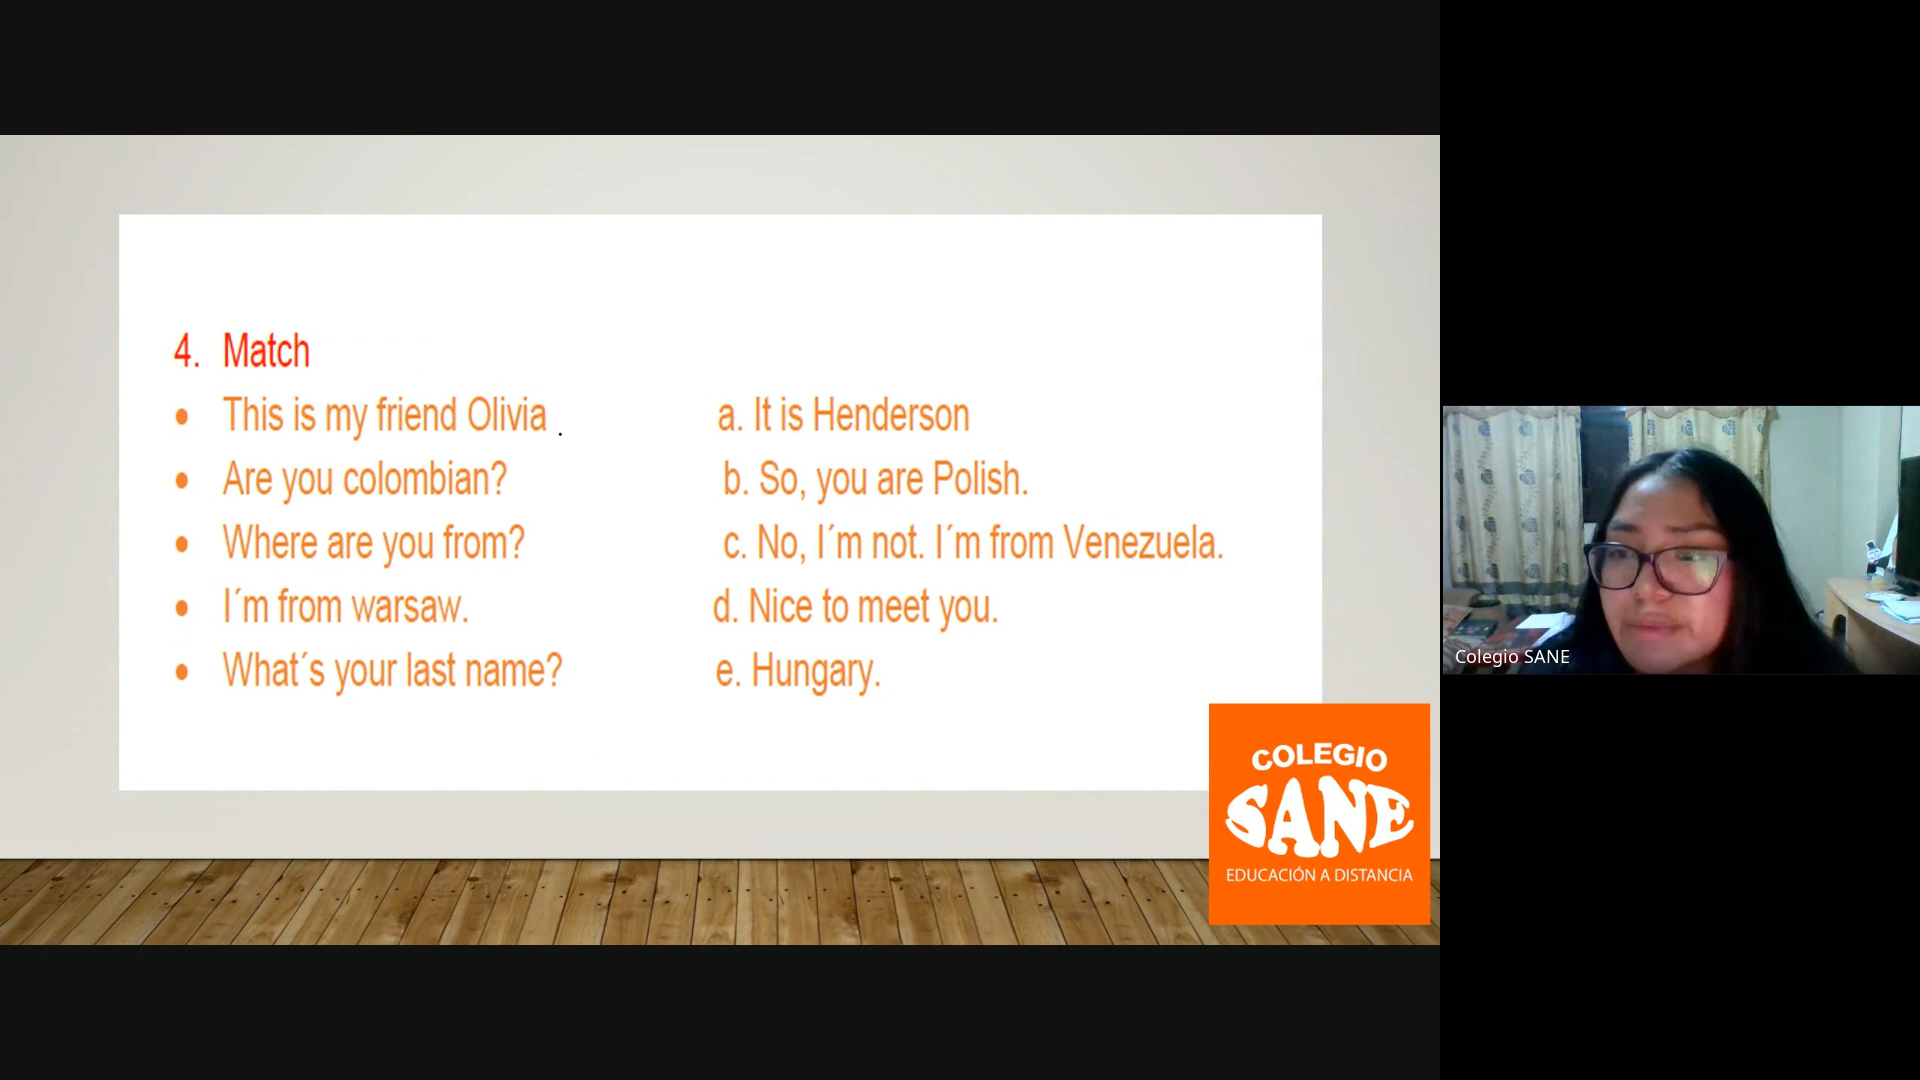 4. Match
• This is my friend Olivia a. It is Henderson
• Are you colombian? b. So, you are Polish.
• Where are you from? c. No, I´m not. I´m from Venezuela.
• I´m from warsaw. d. Nice to meet you.
• What´s your last name? e. Hungary.
COLEGIO
SANE
EDUCACIÓN A DISTANCIA
Colegio SANE